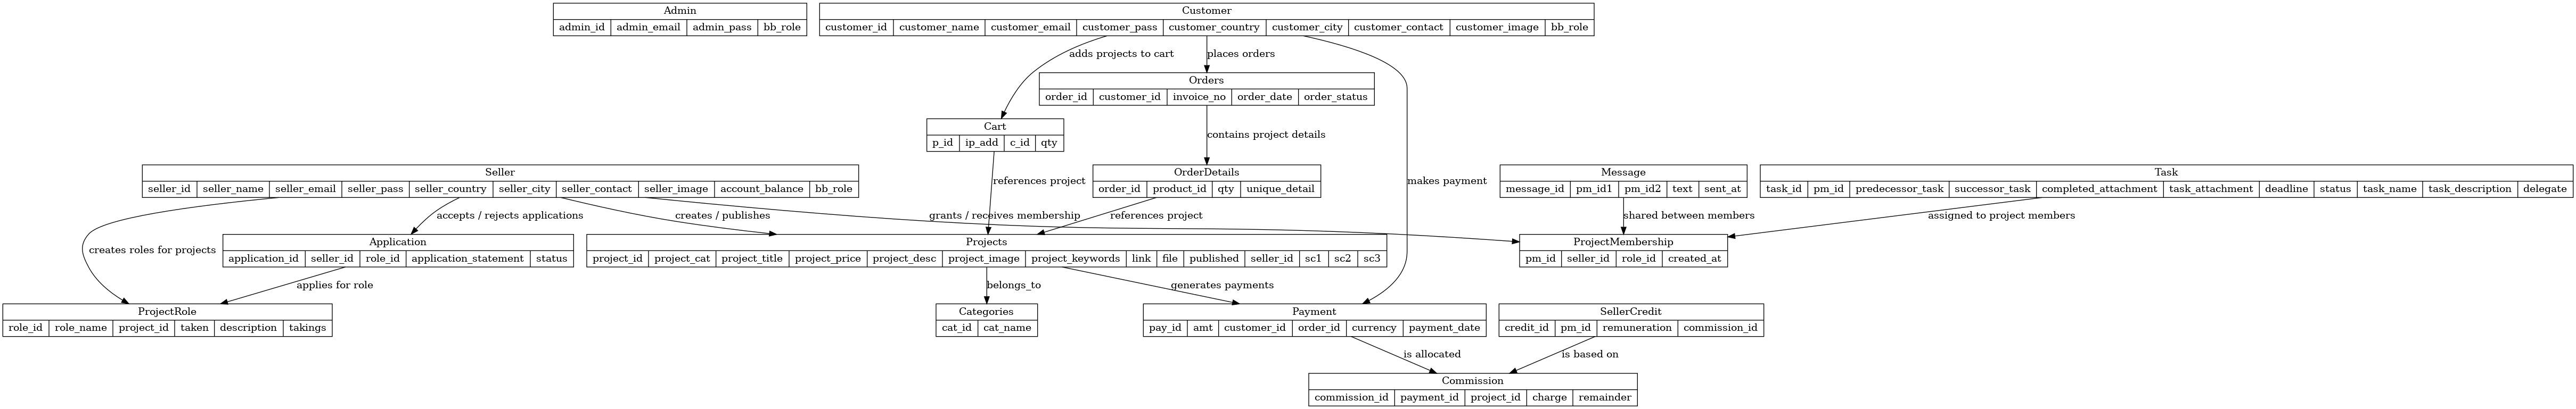 Admin
admin_id admin_email admin_pass bb_role
Customer
customer_id customer_name customer_email customer_pass customer_country customer_city customer_contact customer_image bb_role
adds projects to cart
places orders
Orders
order_id customer_id invoice_no order_date order_status
Cart
p_id ip_add c_id qty
contains project details
Seller
seller_id seller_name seller_email seller_pass seller_country seller_city seller_contact seller_image account_balance bb_role
references project
OrderDetails
order_id product_id qty unique_detail
makes payment
Message
message_id pm_id1 pm_id2 text sent_at
Task
task_id pm_id predecessor_task successor_task completed_attachment task_attachment deadline status task_name task_description delegate
creates roles for projects
accepts / rejects applications
creates / publishes
grants / receives membership
references project
shared between members
assigned to project members
Application
application_id seller_id role_id application_statement status
Projects
project_id project_cat project_title project_price project_desc project_image project_keywords link file published seller_id sc1 sc2 sc3
ProjectMembership
pm_id seller_id role_id created_at
applies for role
belongs_to
generates payments
ProjectRole
role_id role_name project_id taken description takings
Categories
cat_id cat_name
Payment
pay_id amt customer_id order_id currency payment_date
SellerCredit
credit_id pm_id remuneration commission_id
is allocated
is based on
Commission
commission_id payment_id project_id charge remainder